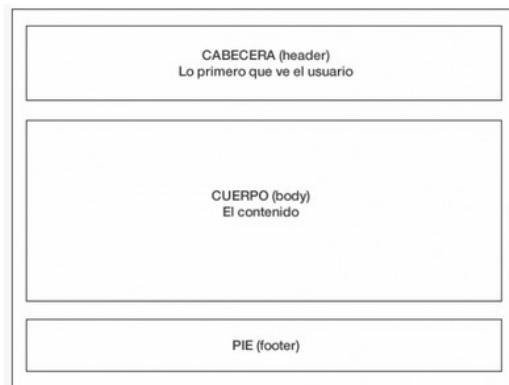 CABECERA (header)
Lo primero que ve el usuario
CUERPO (body)
El contenido
PIE (footer)